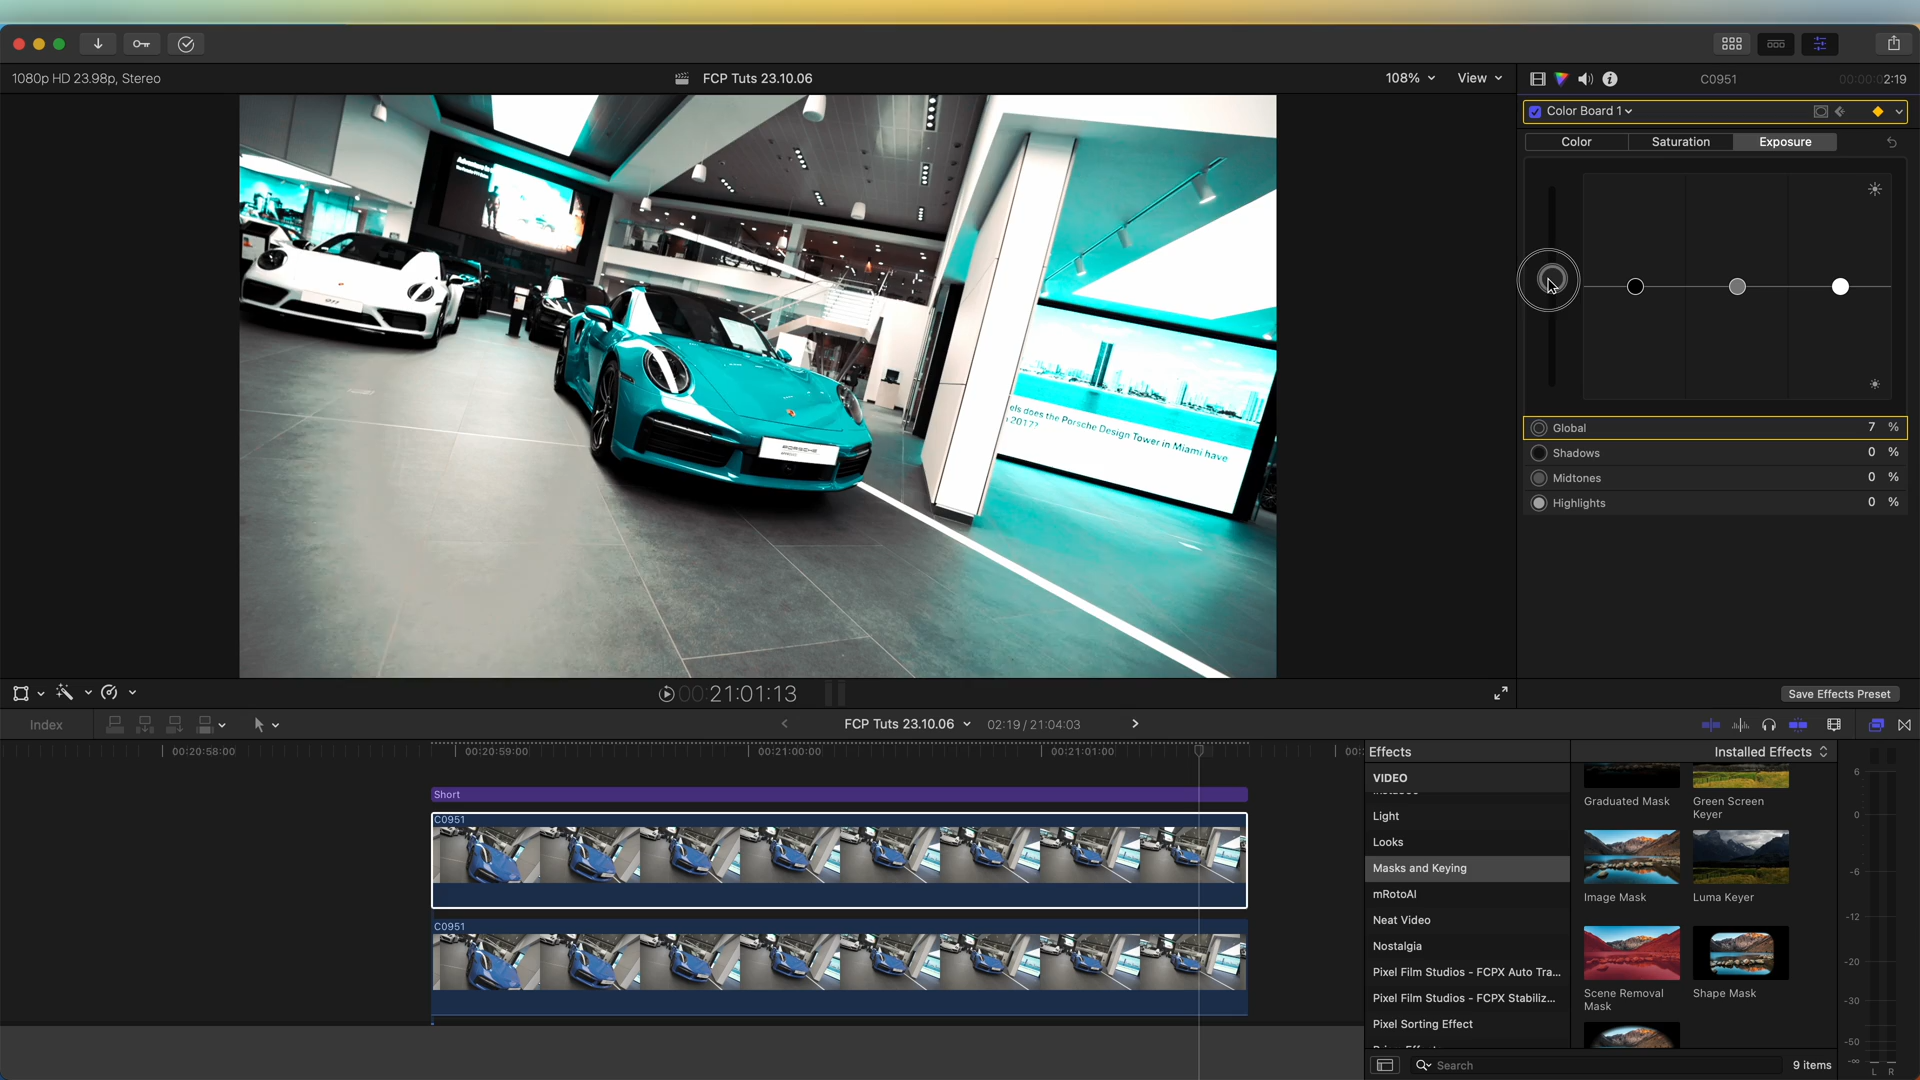 1080p HD 23.98p, Stereo
FCP Tuts 23.10.06
108%
View
C0951
00:00:02:19
Color Board 1
Color
Saturation
Exposure
Global
7 %
Shadows
0 %
Midtones
0 %
Highlights
0 %
els does the Porsche Design Tower in Miami have
2017?
PORSCHE
Save Effects Preset
00:21:01:13
Index
FCP Tuts 23.10.06
02:19 / 21:04:03
00:20:58:00
00:20:59:00
00:21:00:00
00:21:01:00
00:
Short
C0951
C0951
Effects
Installed Effects
VIDEO
Light
Looks
Masks and Keying
mRotoAI
Neat Video
Nostalgia
Pixel Film Studios - FCPX Auto Tra...
Pixel Film Studios - FCPX Stabiliz...
Pixel Sorting Effect
Graduated Mask
Green Screen
Keyer
Image Mask
Luma Keyer
Scene Removal
Mask
Shape Mask
Search
9 items
6
0
-6
-12
-20
-30
-50
-∞
L R